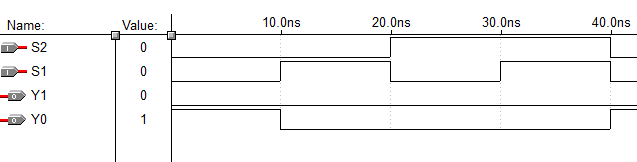 Name: Value: 10.0ns 20.0ns 30.0ns 40.0ns
I S2 0
I S1 0
O Y1 0
O Y0 1